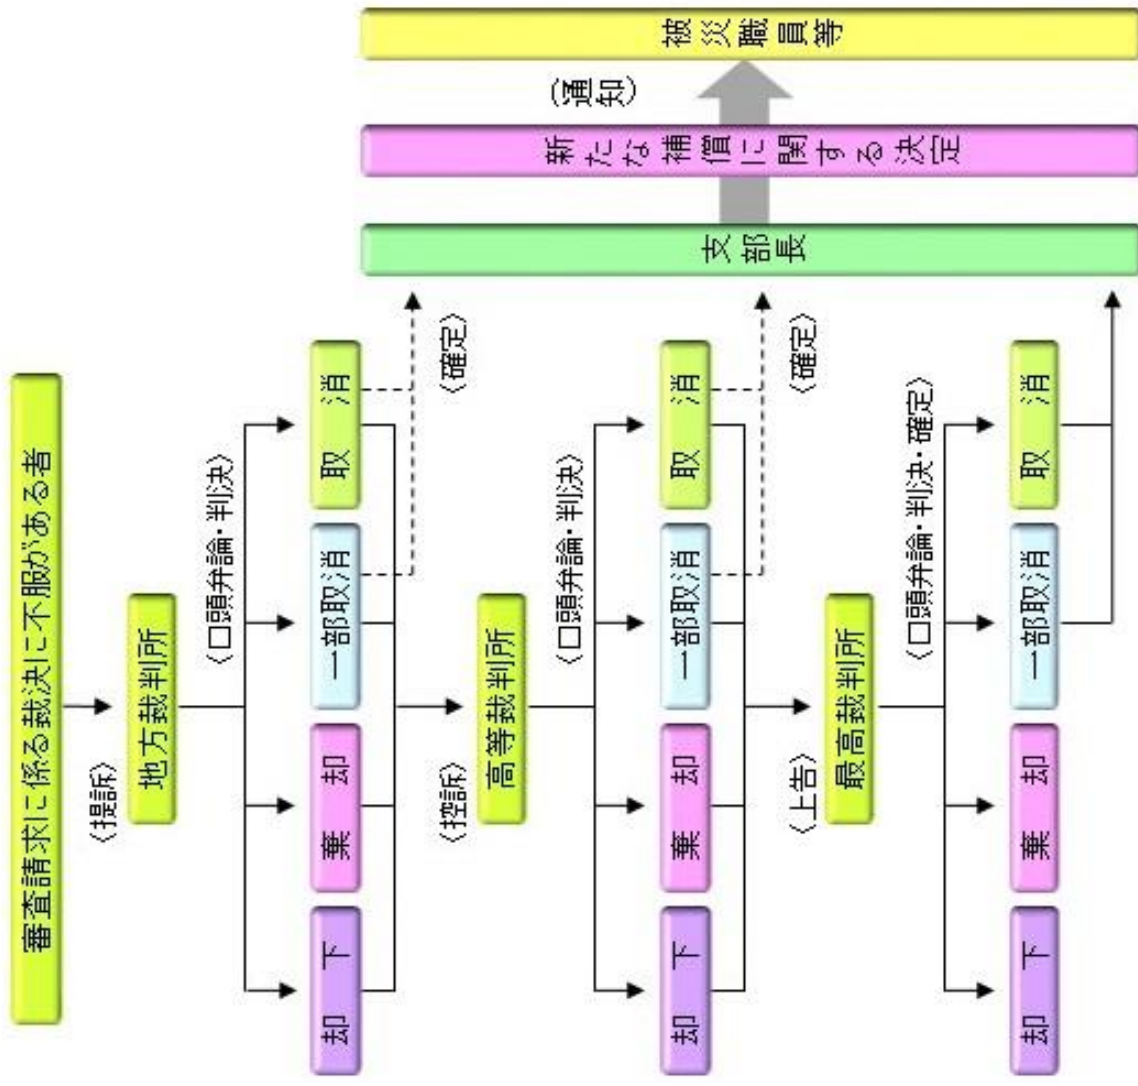 審査請求に係る裁決に不服がある者
〈提訴〉
地方裁判所
〈口頭弁論・判決〉
却下
棄却
一部取消
取消
〈確定〉
〈控訴〉
高等裁判所
〈口頭弁論・判決〉
却下
棄却
一部取消
取消
〈確定〉
〈上告〉
最高裁判所
〈口頭弁論・判決・確定〉
却下
棄却
一部取消
取消
支部長
新たな補償に関する決定
(通知)
被災職員等